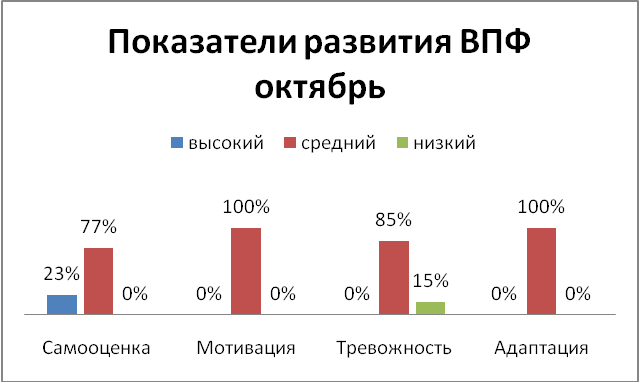 Показатели развития ВПФ
октябрь
высокий средний низкий
23% 77% 0% 0% 100% 0% 0% 85% 15% 0% 100% 0%
Самооценка Мотивация Тревожность Адаптация